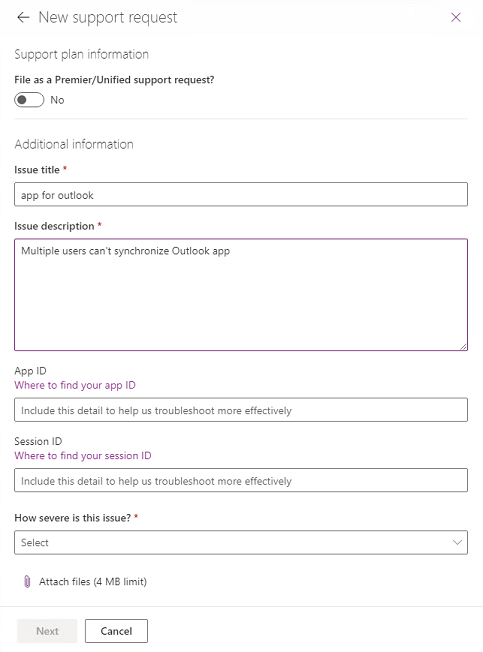 New support request
Support plan information
File as a Premier/Unified support request?
No
Additional information
Issue title *
app for outlook
Issue description *
Multiple users can't synchronize Outlook app
App ID
Where to find your app ID
Include this detail to help us troubleshoot more effectively
Session ID
Where to find your session ID
Include this detail to help us troubleshoot more effectively
How severe is this issue? *
Select
Attach files (4 MB limit)
Next
Cancel